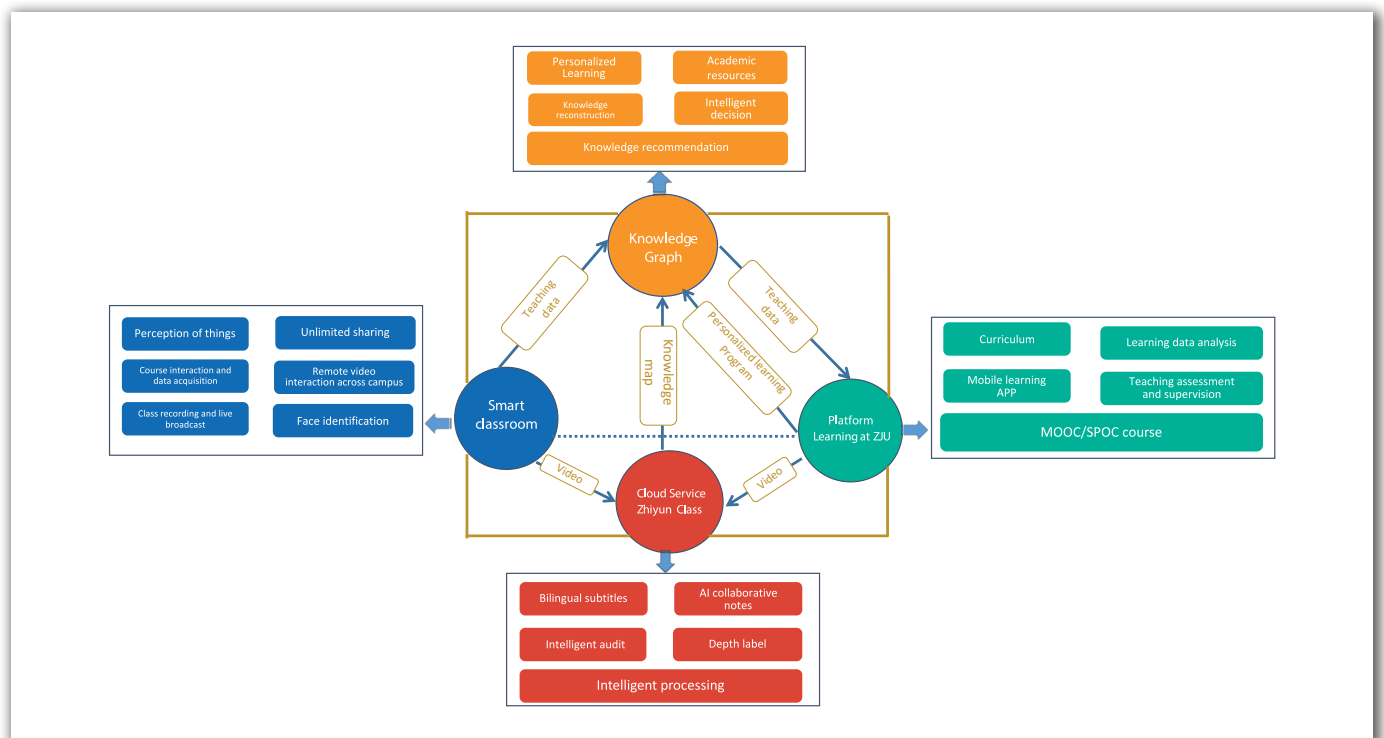 Personalized
Learning
Academic
resources
Knowledge
reconstruction
Intelligent
decision
Knowledge recommendation
Knowledge
Graph
Teaching
data
Knowledge
map
Personalized learning
Program
Teaching
data
Perception of things
Unlimited sharing
Course interaction and
data acquisition
Remote video
interaction across campus
Class recording and live
broadcast
Face identification
Smart
classroom
Platform
Learning at ZJU
Curriculum
Learning data analysis
Mobile learning
APP
Teaching assessment
and supervision
MOOC/SPOC course
Video
Video
Cloud Service
Zhiyun Class
Bilingual subtitles
AI collaborative
notes
Intelligent audit
Depth label
Intelligent processing